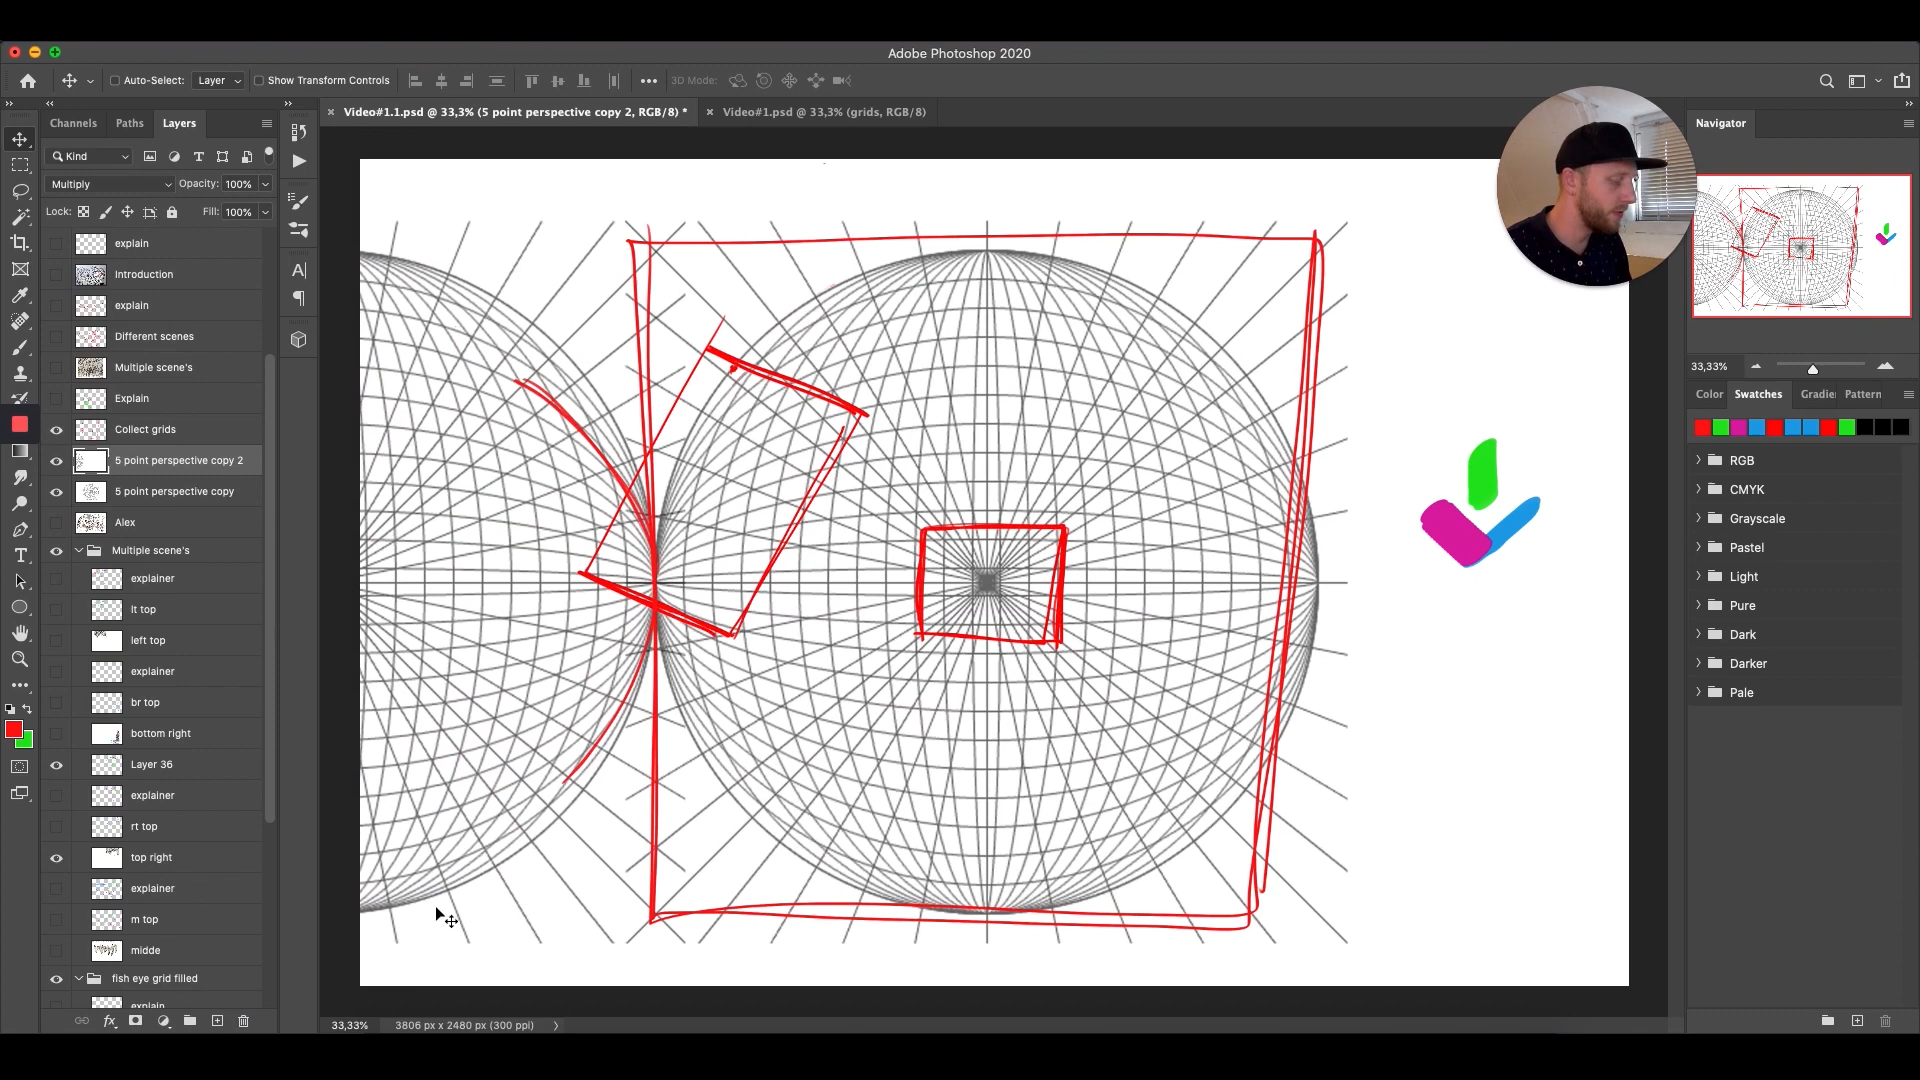 Adobe Photoshop 2020
Auto-Select:
Layer
Show Transform Controls
3D Mode:
Video#1.1.psd @ 33,3% (5 point perspective copy 2, RGB/8) *
Video#1.psd @ 33,3% (grids, RGB/8)
Channels
Paths
Layers
Kind
Multiply
Opacity:
100%
Lock:
Fill:
100%
explain
Introduction
explain
Different scenes
Multiple scene's
Explain
Collect grids
5 point perspective copy 2
5 point perspective copy
Alex
Multiple scene's
explainer
lt top
left top
explainer
br top
bottom right
Layer 36
explainer
rt top
top right
explainer
m top
midde
fish eye grid filled
explain
33,33%
3806 px x 2480 px (300 ppi)
Navigator
33,33%
Color
Swatches
Gradie
Pattern
RGB
CMYK
Grayscale
Pastel
Light
Pure
Dark
Darker
Pale